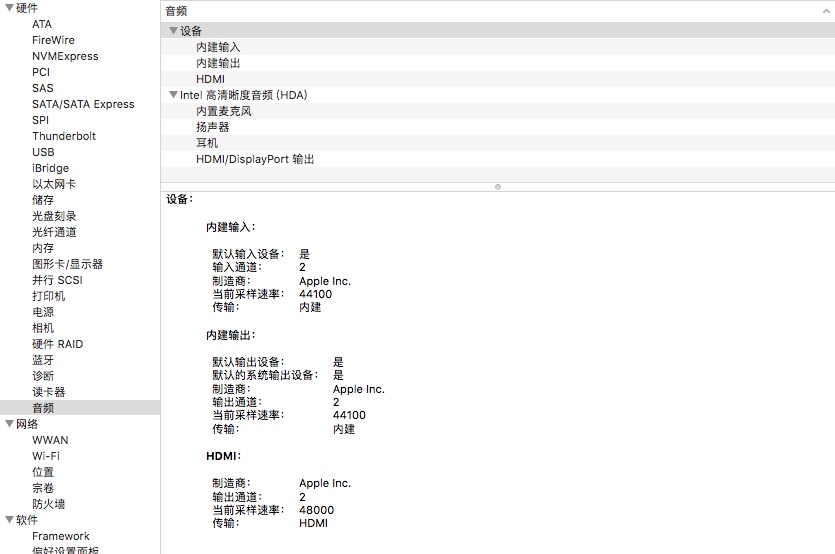 硬件
ATA
FireWire
NVMExpress
PCI
SAS
SATA/SATA Express
SPI
Thunderbolt
USB
iBridge
以太网卡
储存
光盘刻录
光纤通道
内存
图形卡/显示器
并行 SCSI
打印机
电源
相机
硬件 RAID
蓝牙
诊断
读卡器
音频
网络
WWAN
Wi-Fi
位置
宗卷
防火墙
软件
Framework
偏好设置面板
音频
设备
内建输入
内建输出
HDMI
Intel 高清晰度音频 (HDA)
内置麦克风
扬声器
耳机
HDMI/DisplayPort 输出
设备:
内建输入:
默认输入设备: 是
输入通道: 2
制造商: Apple Inc.
当前采样速率: 44100
传输: 内建
内建输出:
默认输出设备: 是
默认的系统输出设备: 是
制造商: Apple Inc.
输出通道: 2
当前采样速率: 44100
传输: 内建
HDMI:
制造商: Apple Inc.
输出通道: 2
当前采样速率: 48000
传输: HDMI